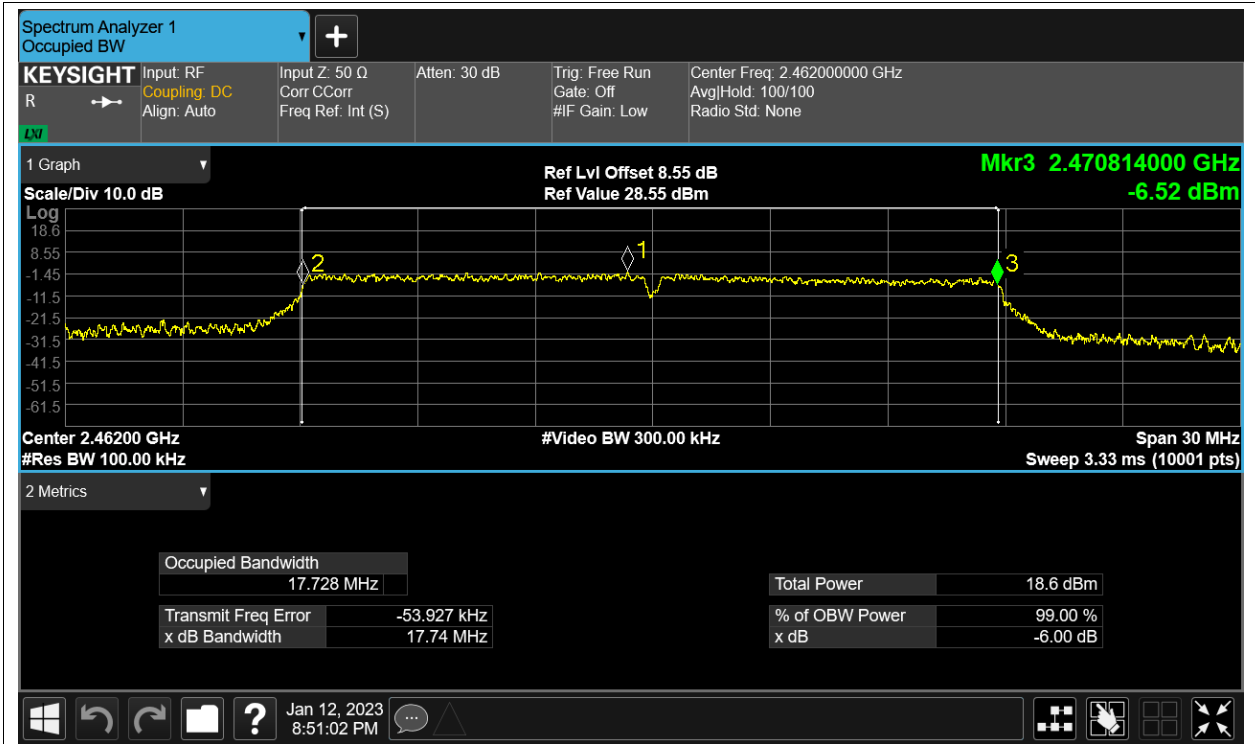 Spectrum Analyzer 1
Occupied BW
KEYSIGHT
R
LXI
Input: RF
Coupling: DC
Align: Auto
Input Z: 50 Ω
Corr CCorr
Freq Ref: Int (S)
Atten: 30 dB
Trig: Free Run
Gate: Off
#IF Gain: Low
Center Freq: 2.462000000 GHz
Avg|Hold: 100/100
Radio Std: None
1 Graph
Scale/Div 10.0 dB
Ref Lvl Offset 8.55 dB
Ref Value 28.55 dBm
Mkr3 2.470814000 GHz
-6.52 dBm
Log
18.6
8.55
-1.45
-11.5
-21.5
-31.5
-41.5
-51.5
-61.5
2
1
3
Center 2.46200 GHz
#Res BW 100.00 kHz
#Video BW 300.00 kHz
Span 30 MHz
Sweep 3.33 ms (10001 pts)
2 Metrics
Occupied Bandwidth
17.728 MHz
Transmit Freq Error -53.927 kHz
x dB Bandwidth 17.74 MHz
Total Power 18.6 dBm
% of OBW Power 99.00 %
x dB -6.00 dB
?
Jan 12, 2023
8:51:02 PM